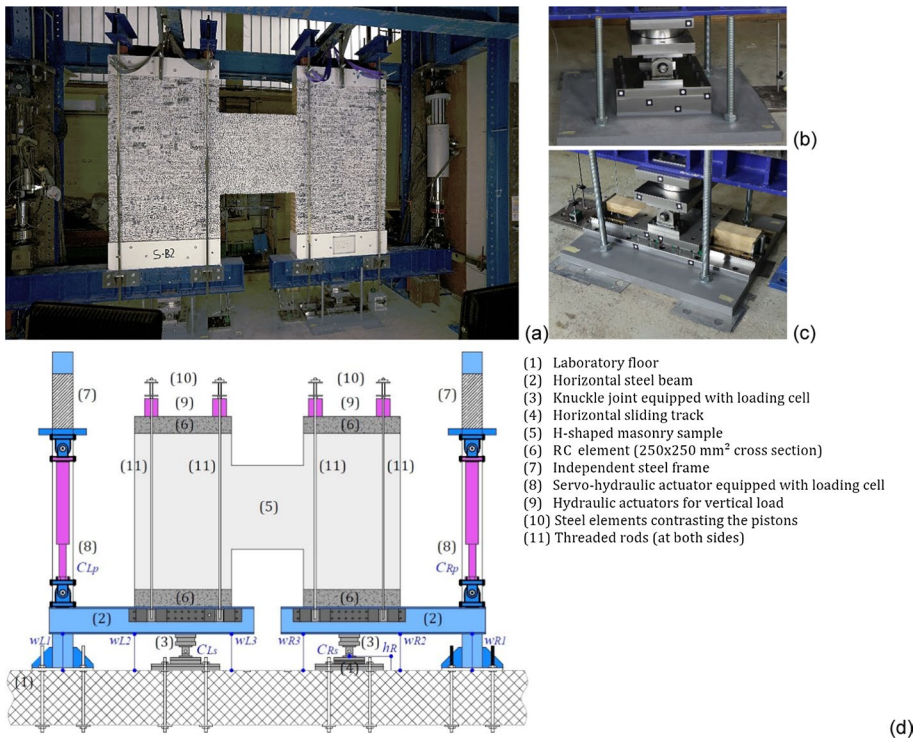 S-B2
(a)
(b)
(c)
(1) Laboratory floor
(2) Horizontal steel beam
(3) Knuckle joint equipped with loading cell
(4) Horizontal sliding track
(5) H-shaped masonry sample
(6) RC element (250x250 mm² cross section)
(7) Independent steel frame
(8) Servo-hydraulic actuator equipped with loading cell
(9) Hydraulic actuators for vertical load
(10) Steel elements contrasting the pistons
(11) Threaded rods (at both sides)
(10) (10)
(7) (7)
(9) (9)
(6) (6)
(11) (11) (11) (11)
(5)
(8) (8)
CLp CRp
(6) (6)
(2) (2)
wL1 wL2 (3) wL3 wR3 (3) wR2 wR1
CLs CRs hR
(4)
(1)
(d)